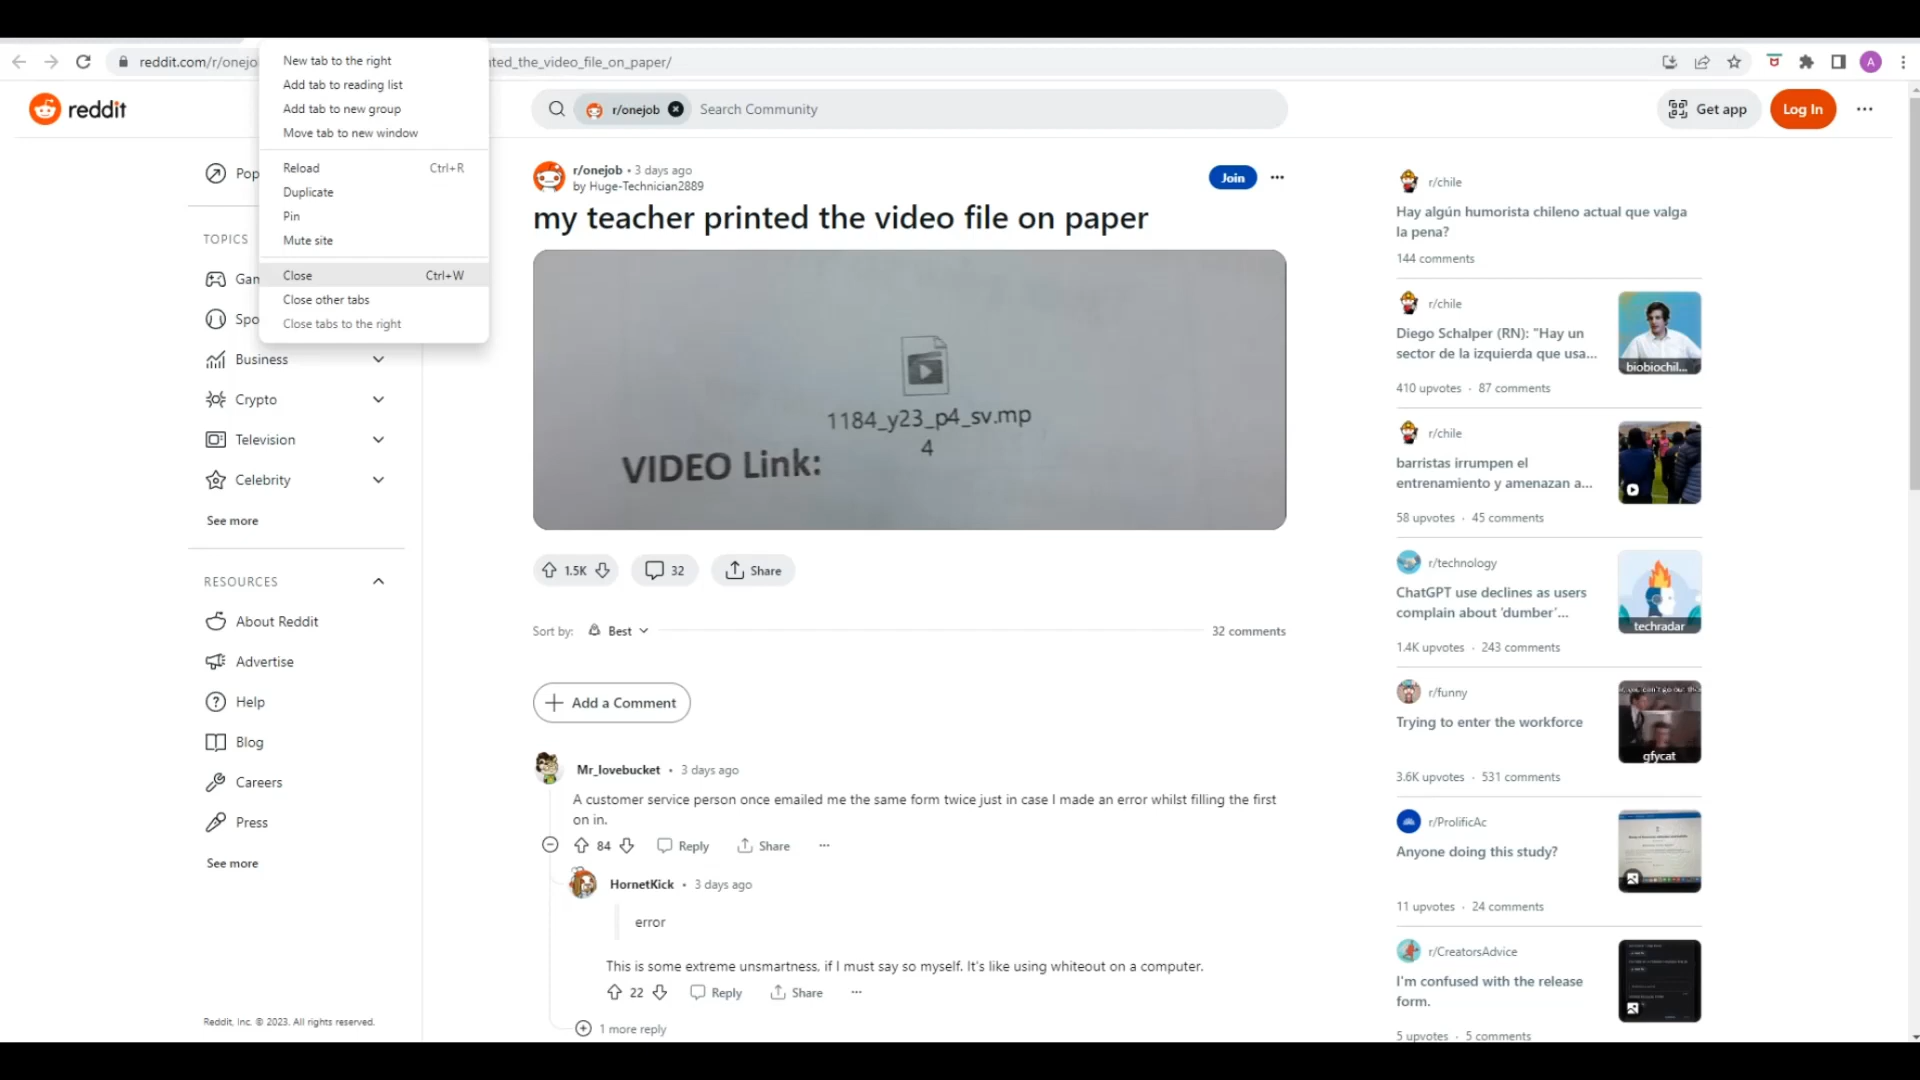 reddit.com/r/onejo
nted_the_video_file_on_paper/
A
New tab to the right
Add tab to reading list
Add tab to new group
Move tab to new window
Reload Ctrl+R
Duplicate
Pin
Mute site
Close Ctrl+W
Close other tabs
Close tabs to the right
reddit
r/onejob
Search Community
Get app
Log In
Pop
TOPICS
Gan
Spo
Business
Crypto
Television
Celebrity
See more
RESOURCES
About Reddit
Advertise
Help
Blog
Careers
Press
See more
Reddit, Inc. © 2023. All rights reserved.
r/onejob • 3 days ago
by Huge-Technician2889
Join
my teacher printed the video file on paper
1184_y23_p4_sv.mp
4
VIDEO Link:
1.5K
32
Share
Sort by: Best
32 comments
Add a Comment
Mr_lovebucket • 3 days ago
A customer service person once emailed me the same form twice just in case I made an error whilst filling the first
on in.
84 Reply Share
HornetKick • 3 days ago
error
This is some extreme unsmartness, if I must say so myself. It's like using whiteout on a computer.
22 Reply Share
1 more reply
r/chile
Hay algún humorista chileno actual que valga
la pena?
144 comments
r/chile
Diego Schalper (RN): "Hay un
sector de la izquierda que usa...
biobiochil...
410 upvotes · 87 comments
r/chile
barristas irrumpen el
entrenamiento y amenazan a...
58 upvotes · 45 comments
r/technology
ChatGPT use declines as users
complain about 'dumber'...
techradar
1.4K upvotes · 243 comments
r/funny
Trying to enter the workforce
gfycat
3.6K upvotes · 531 comments
r/ProlificAc
Anyone doing this study?
11 upvotes · 24 comments
r/CreatorsAdvice
I'm confused with the release
form.
5 upvotes · 5 comments